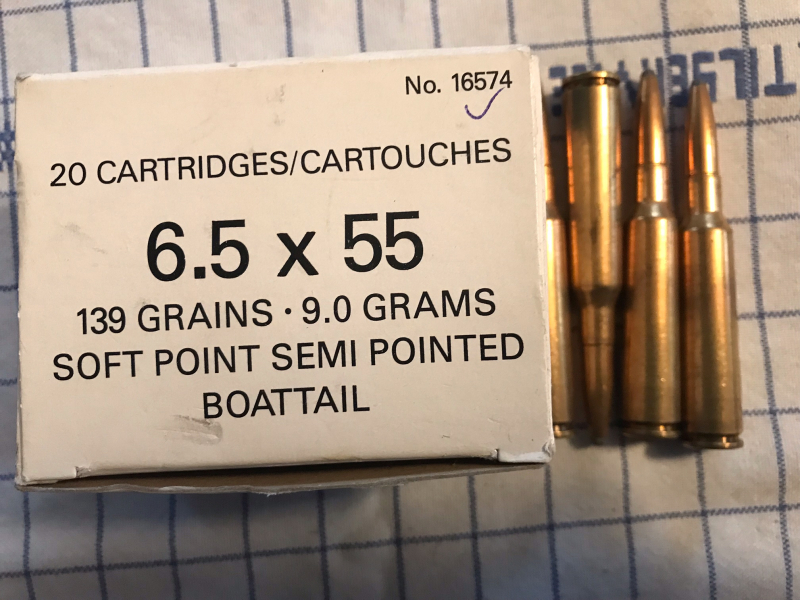 No. 16574
20 CARTRIDGES/CARTOUCHES
6.5 x 55
139 GRAINS · 9.0 GRAMS
SOFT POINT SEMI POINTED
BOATTAIL